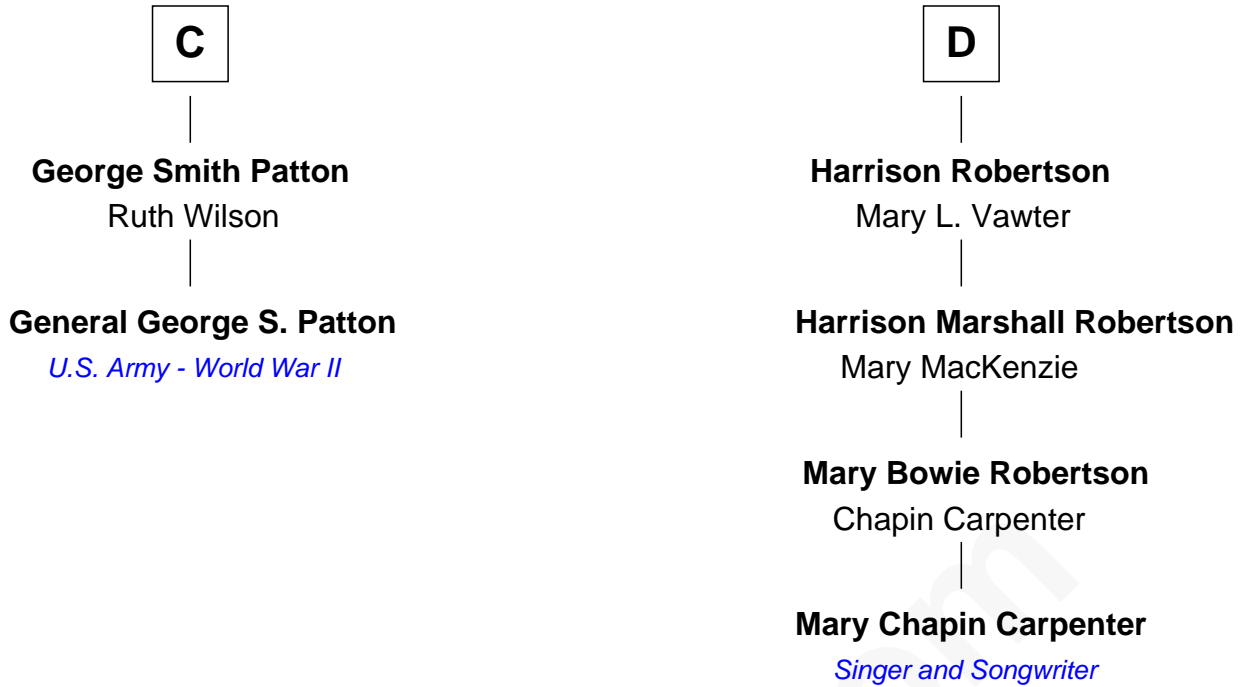 C
George Smith Patton
Ruth Wilson
General George S. Patton
U.S. Army - World War II
D
Harrison Robertson
Mary L. Vawter
Harrison Marshall Robertson
Mary MacKenzie
Mary Bowie Robertson
Chapin Carpenter
Mary Chapin Carpenter
Singer and Songwriter